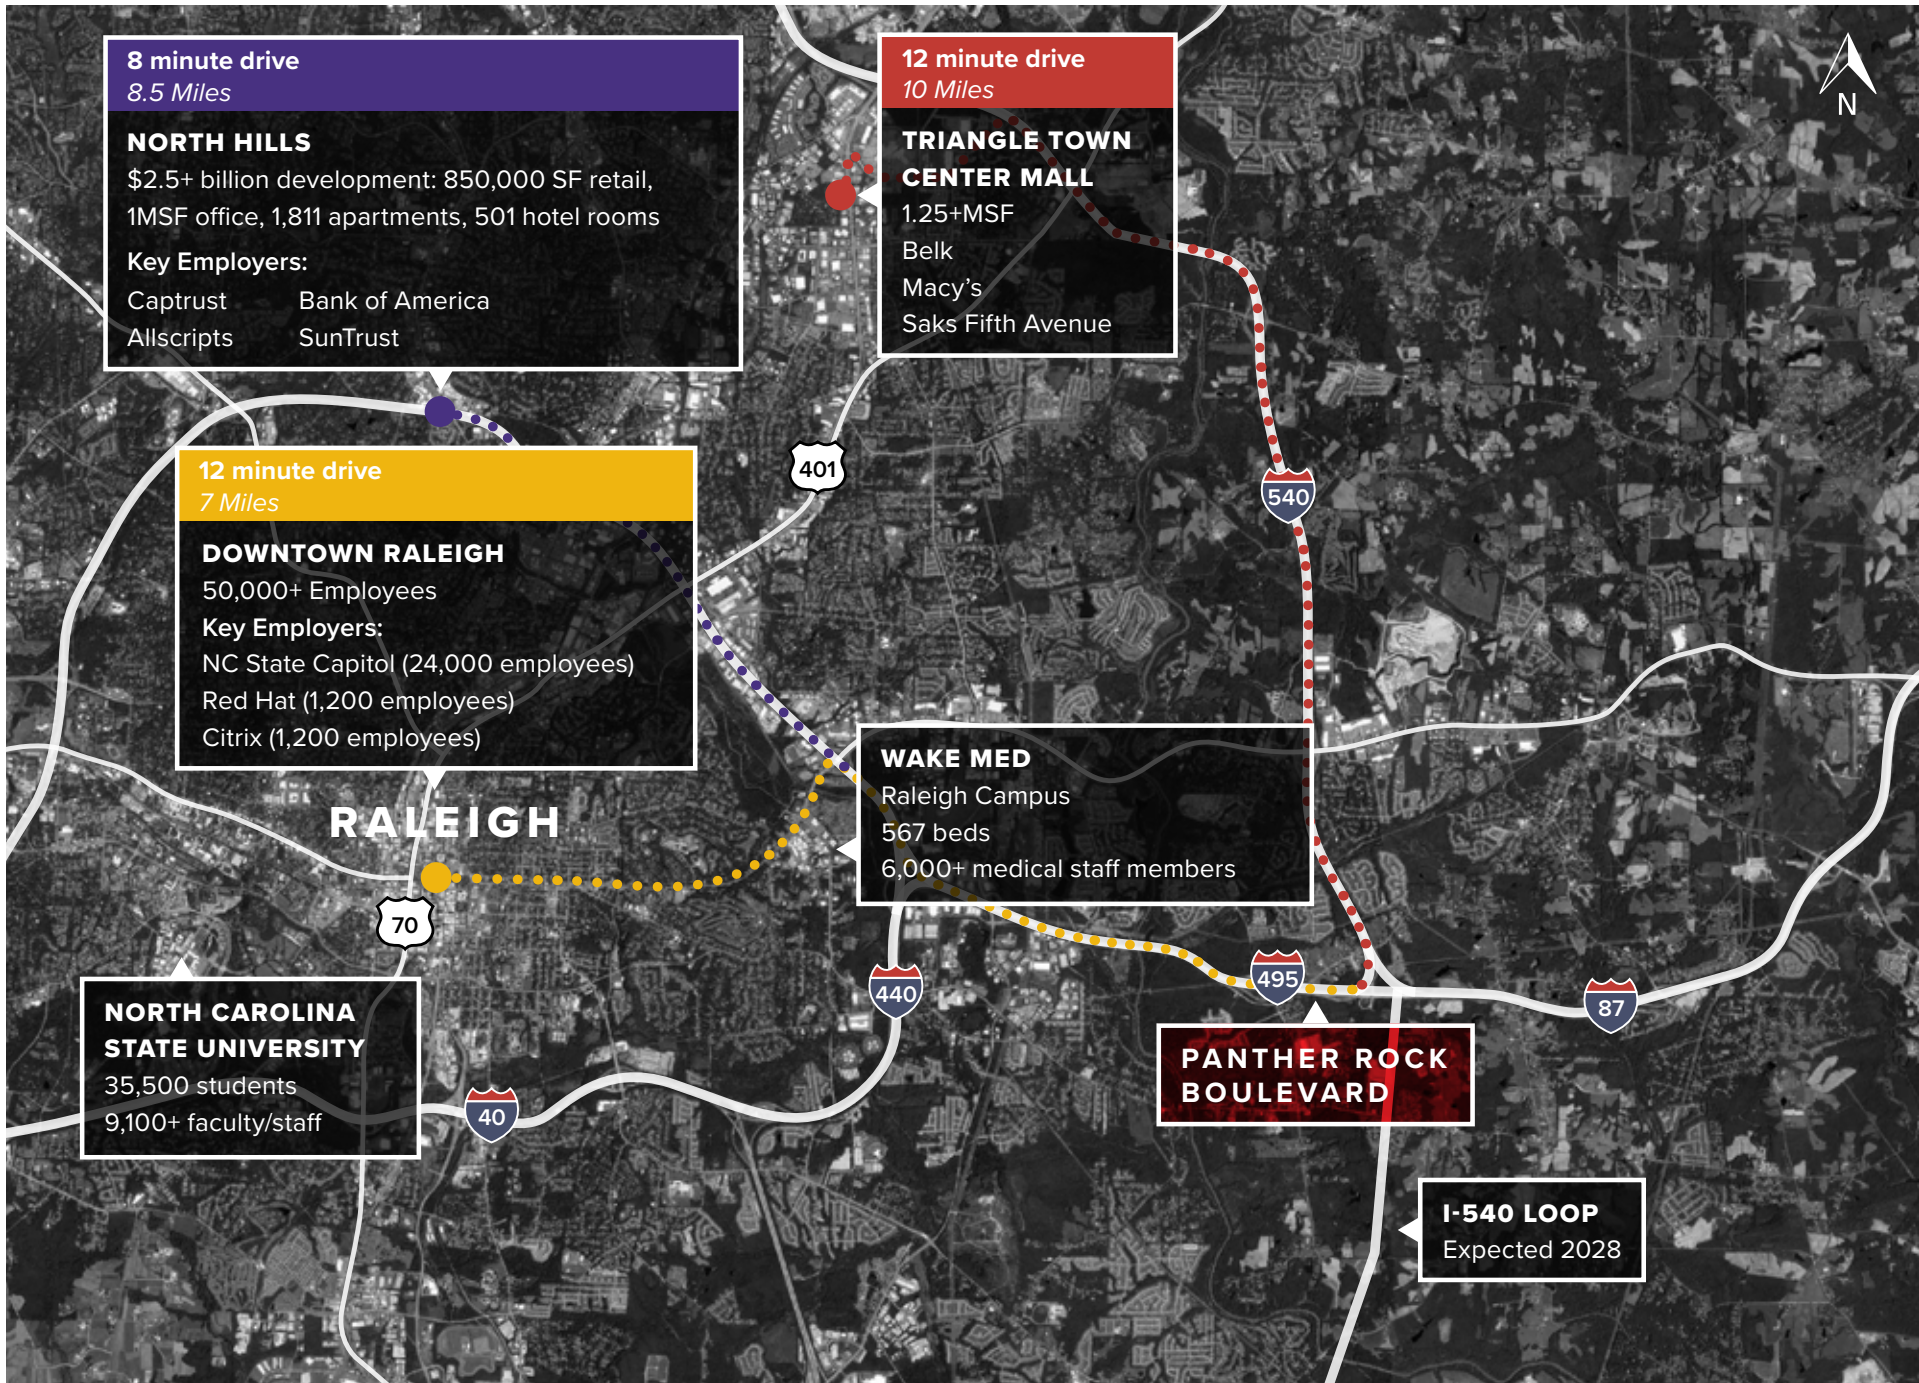 8 minute drive
8.5 Miles
NORTH HILLS
$2.5+ billion development: 850,000 SF retail,
1MSF office, 1,811 apartments, 501 hotel rooms
Key Employers:
Captrust Bank of America
Allscripts SunTrust
12 minute drive
10 Miles
TRIANGLE TOWN
CENTER MALL
1.25+MSF
Belk
Macy’s
Saks Fifth Avenue
N
401
540
12 minute drive
7 Miles
DOWNTOWN RALEIGH
50,000+ Employees
Key Employers:
NC State Capitol (24,000 employees)
Red Hat (1,200 employees)
Citrix (1,200 employees)
WAKE MED
Raleigh Campus
567 beds
6,000+ medical staff members
RALEIGH
70
440
495
87
NORTH CAROLINA
STATE UNIVERSITY
35,500 students
9,100+ faculty/staff
40
PANTHER ROCK
BOULEVARD
I-540 LOOP
Expected 2028